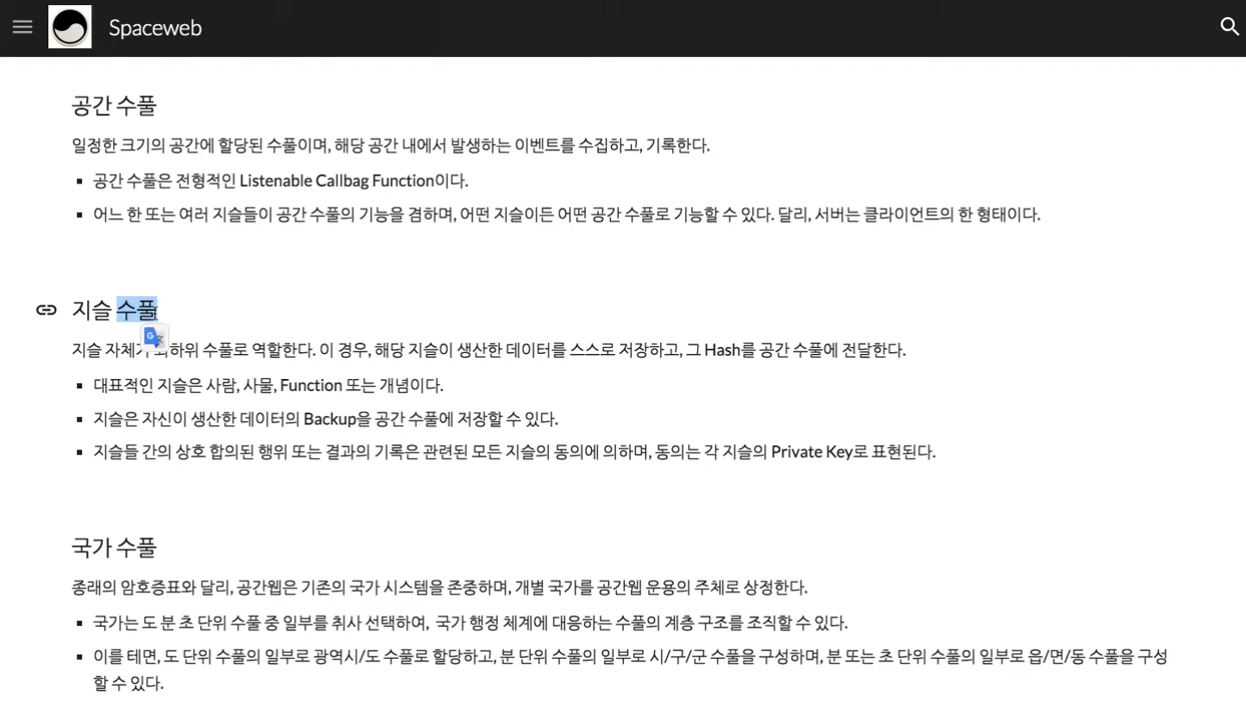 Spaceweb
공간 수풀
일정한 크기의 공간에 할당된 수풀이며, 해당 공간 내에서 발생하는 이벤트를 수집하고, 기록한다.
공간 수풀은 전형적인 Listenable Callbag Function이다.
어느 한 또는 여러 지슬들이 공간 수풀의 기능을 겸하며, 어떤 지슬이든 어떤 공간 수풀로 기능할 수 있다. 달리, 서버는 클라이언트의 한 형태이다.
지슬 수풀
지슬 자체가 최하위 수풀로 역할한다. 이 경우, 해당 지슬이 생산한 데이터를 스스로 저장하고, 그 Hash를 공간 수풀에 전달한다.
대표적인 지슬은 사람, 사물, Function 또는 개념이다.
지슬은 자신이 생산한 데이터의 Backup을 공간 수풀에 저장할 수 있다.
지슬들 간의 상호 합의된 행위 또는 결과의 기록은 관련된 모든 지슬의 동의에 의하며, 동의는 각 지슬의 Private Key로 표현된다.
국가 수풀
종래의 암호증표와 달리, 공간웹은 기존의 국가 시스템을 존중하며, 개별 국가를 공간웹 운용의 주체로 상정한다.
국가는 도 분 초 단위 수풀 중 일부를 취사 선택하여, 국가 행정 체계에 대응하는 수풀의 계층 구조를 조직할 수 있다.
이를 테면, 도 단위 수풀의 일부로 광역시/도 수풀로 할당하고, 분 단위 수풀의 일부로 시/구/군 수풀을 구성하며, 분 또는 초 단위 수풀의 일부로 읍/면/동 수풀을 구성
할 수 있다.